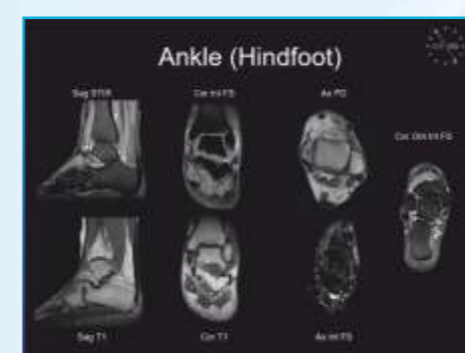 Ankle (Hindfoot)
Sag STIR
Cor Int FS
Ax PD
Cor Obl Int FS
Sag T1
Cor T1
Ax Int FS